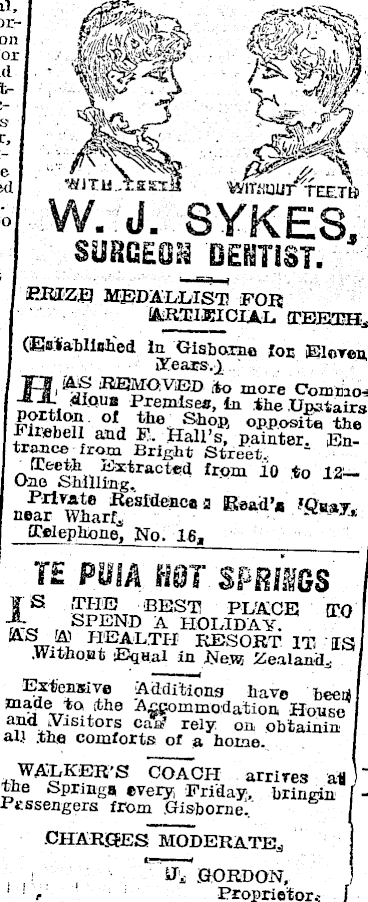 WITH TEETH
WITHOUT TEETH
W. J. SYKES,
SURGEON DENTIST.
PRIZE MEDALLIST FOR
ARTIFICIAL TEETH,
(Established in Gisborne for Eleven
Years.)
HAS REMOVED to more Commo-
dious Premises, in the Upstairs
portion of the Shop opposite the
Firebell and F. Hall's, painter. En-
trance from Bright Street.
Teeth Extracted from 10 to 12—
One Shilling.
Private Residence: Read's Quay,
near Wharf.
Telephone, No. 16,
TE PUIA HOT SPRINGS
IS THE BEST PLACE TO
SPEND A HOLIDAY.
AS A HEALTH RESORT IT IS
Without Equal in New Zealand.
Extensive Additions have been
made to the Accommodation House
and Visitors can rely on obtainin
all the comforts of a home.
WALKER'S COACH arrives at
the Springs every Friday, bringin
Passengers from Gisborne.
CHARGES MODERATE,
J. GORDON,
Proprietor.